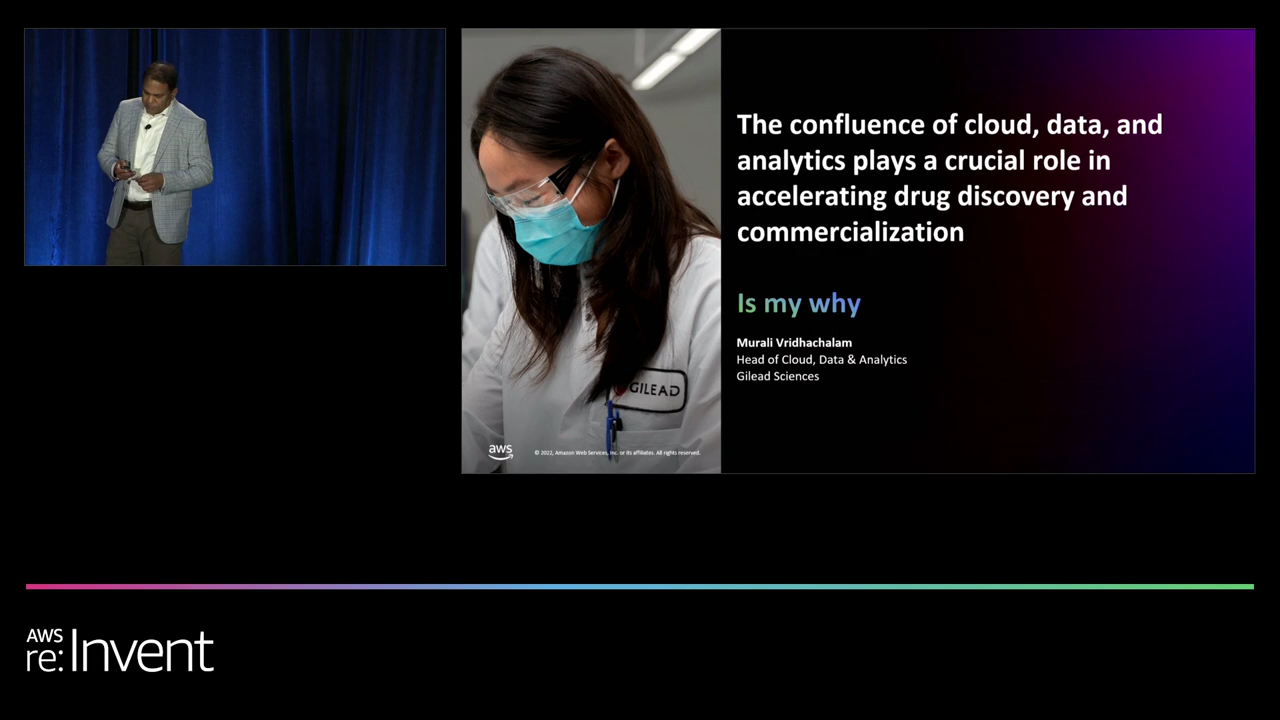 The confluence of cloud, data, and
analytics plays a crucial role in
accelerating drug discovery and
commercialization
Is my why
Murali Vridhachalam
Head of Cloud, Data & Analytics
Gilead Sciences
GILEAD
aws
© 2022, Amazon Web Services, Inc. or its affiliates. All rights reserved.
AWS
re:Invent